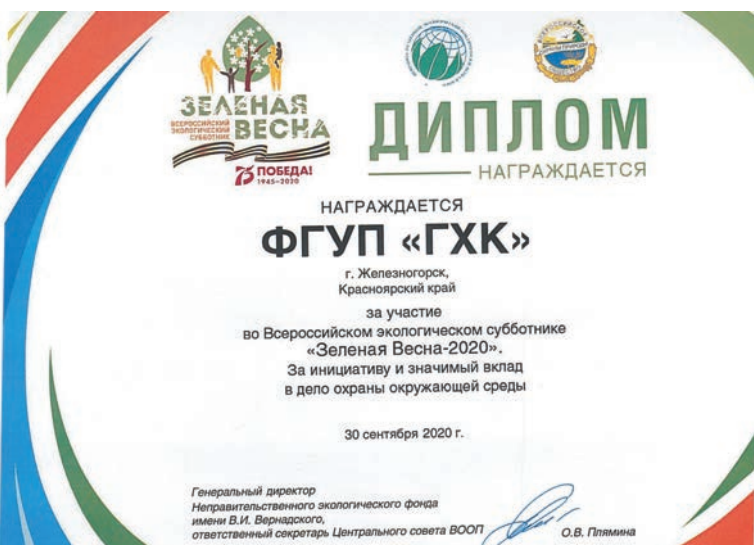 ЗЕЛЕНАЯ
ВСЕРОССИЙСКИЙ
ЭКОЛОГИЧЕСКИЙ
СУББОТНИК
ВЕСНА
75 ПОБЕДА!
1945–2020
ДИПЛОМ
НАГРАЖДАЕТСЯ
НАГРАЖДАЕТСЯ
ФГУП «ГХК»
г. Железногорск,
Красноярский край
за участие
во Всероссийском экологическом субботнике
«Зеленая Весна-2020».
За инициативу и значимый вклад
в дело охраны окружающей среды
30 сентября 2020 г.
Генеральный директор
Неправительственного экологического фонда
имени В.И. Вернадского,
ответственный секретарь Центрального совета ВООП
О.В. Плямина